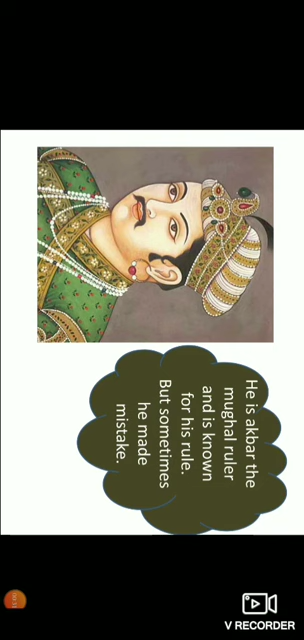 He is akbar the
mughal ruler
and is known
for his rule.
But sometimes
he made
mistake.
V RECORDER